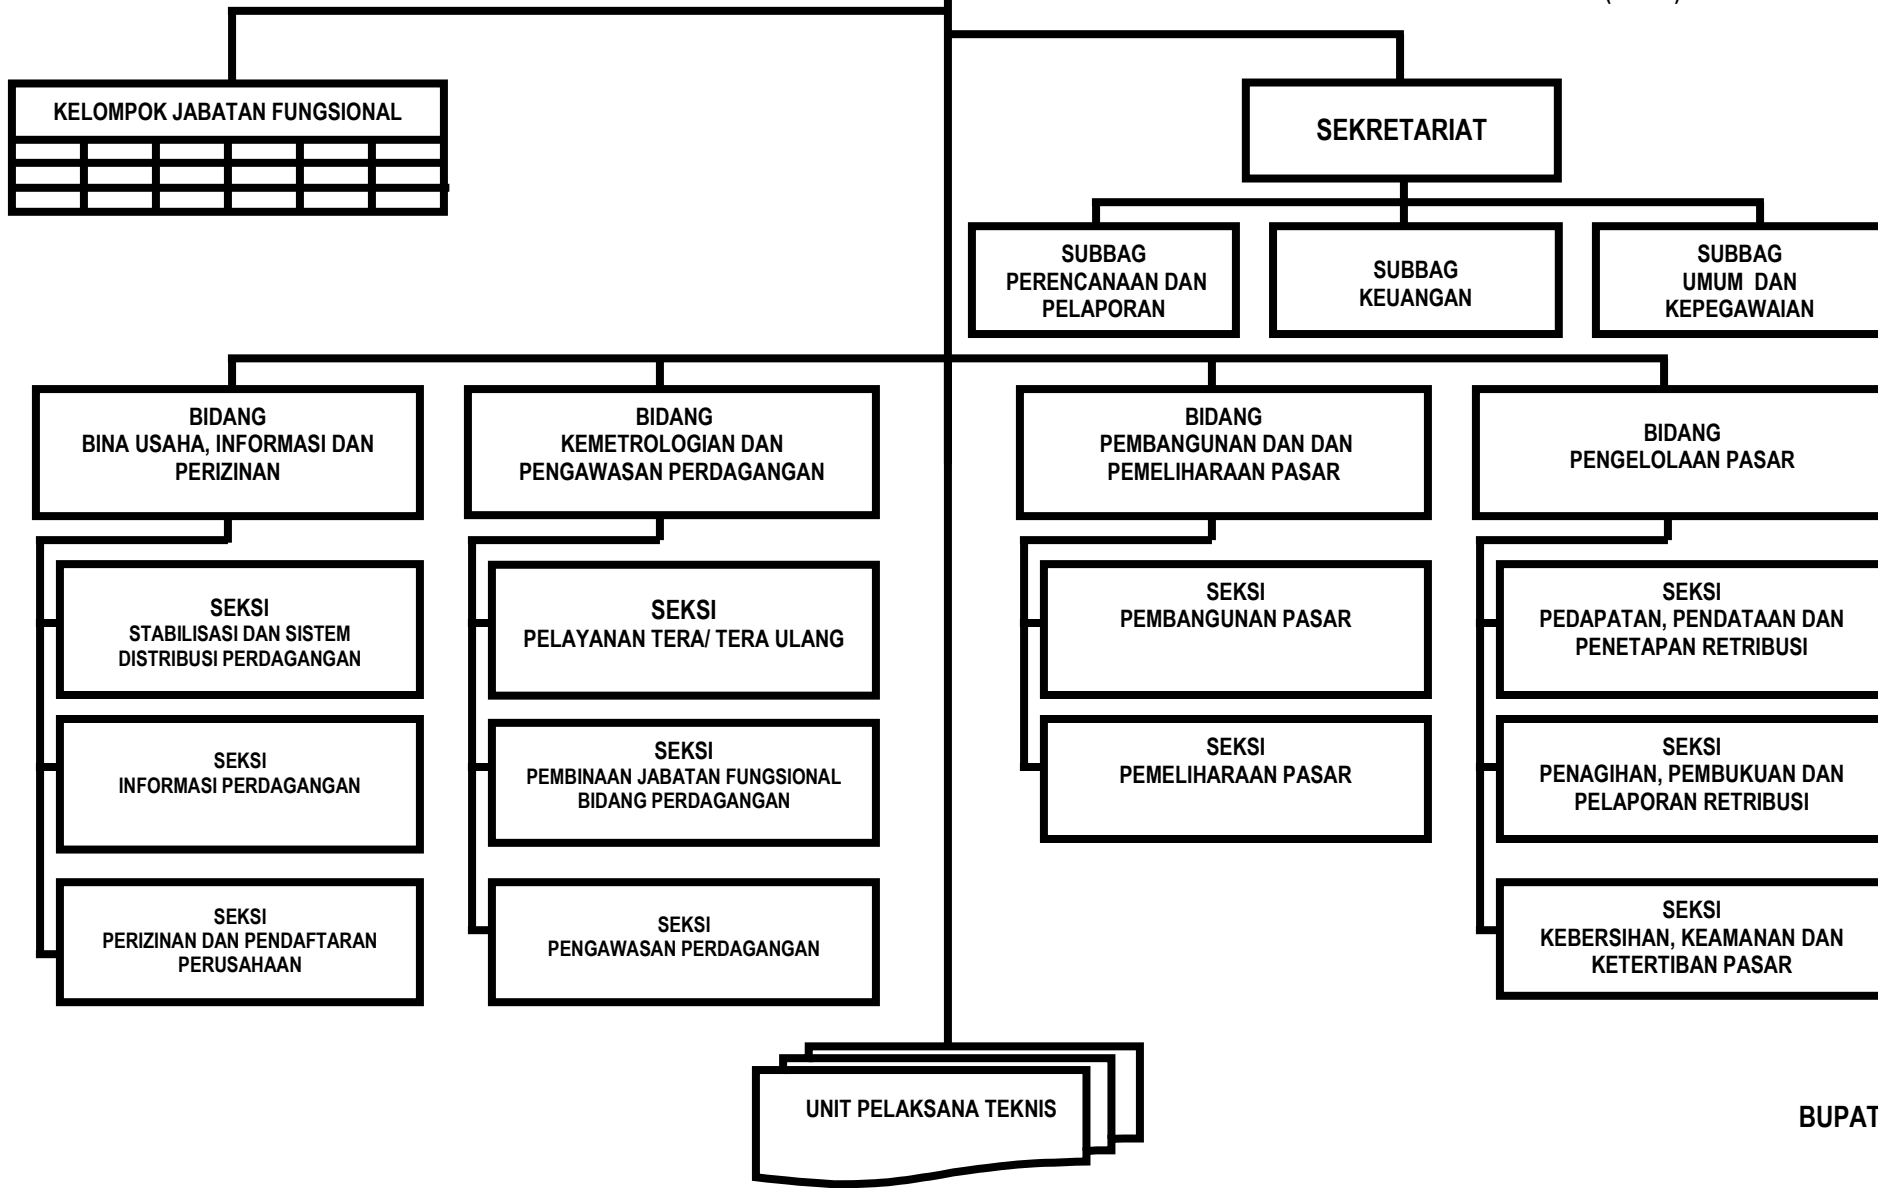 KELOMPOK JABATAN FUNGSIONAL
SEKRETARIAT
SUBBAG
PERENCANAAN DAN
PELAPORAN
SUBBAG
KEUANGAN
SUBBAG
UMUM DAN
KEPEGAWAIAN
BIDANG
BINA USAHA, INFORMASI DAN
PERIZINAN
BIDANG
KEMETROLOGIAN DAN
PENGAWASAN PERDAGANGAN
BIDANG
PEMBANGUNAN DAN DAN
PEMELIHARAAN PASAR
BIDANG
PENGELOLAAN PASAR
SEKSI
STABILISASI DAN SISTEM
DISTRIBUSI PERDAGANGAN
SEKSI
PELAYANAN TERA/ TERA ULANG
SEKSI
PEMBANGUNAN PASAR
SEKSI
PEDAPATAN, PENDATAAN DAN
PENETAPAN RETRIBUSI
SEKSI
INFORMASI PERDAGANGAN
SEKSI
PEMBINAAN JABATAN FUNGSIONAL
BIDANG PERDAGANGAN
SEKSI
PEMELIHARAAN PASAR
SEKSI
PENAGIHAN, PEMBUKUAN DAN
PELAPORAN RETRIBUSI
SEKSI
PERIZINAN DAN PENDAFTARAN
PERUSAHAAN
SEKSI
PENGAWASAN PERDAGANGAN
SEKSI
KEBERSIHAN, KEAMANAN DAN
KETERTIBAN PASAR
UNIT PELAKSANA TEKNIS
BUPAT